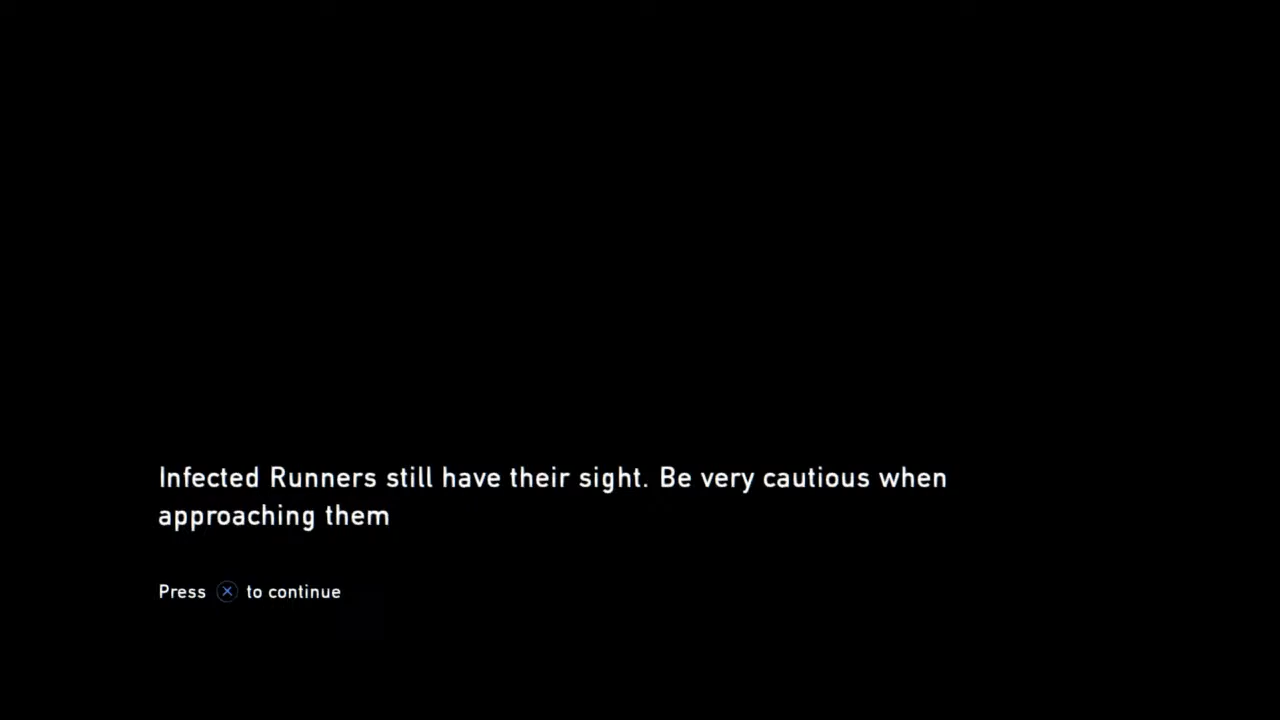 Infected Runners still have their sight. Be very cautious when
approaching them
Press ⊗ to continue